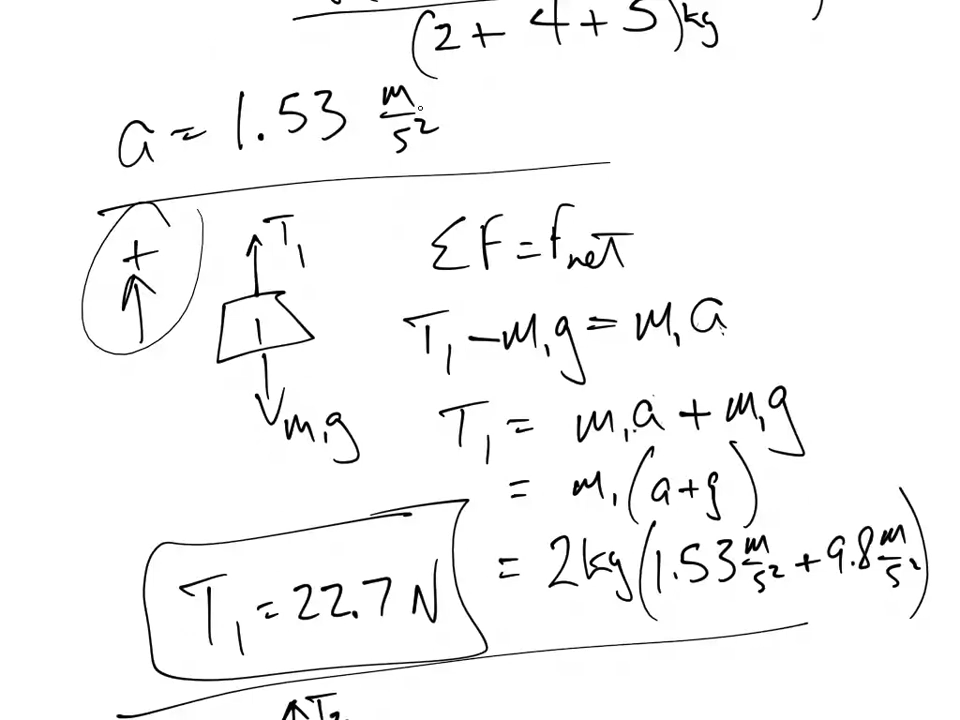 (2 + 4 + 5) kg
a = 1.53 m/s²
+
T₁
1
m₁g
ΣF = Fnet
T₁ − m₁g = m₁a
T₁ = m₁a + m₁g
= m₁(a+g)
= 2kg(1.53 m/s² + 9.8 m/s²)
T₁ = 22.7 N
T₂